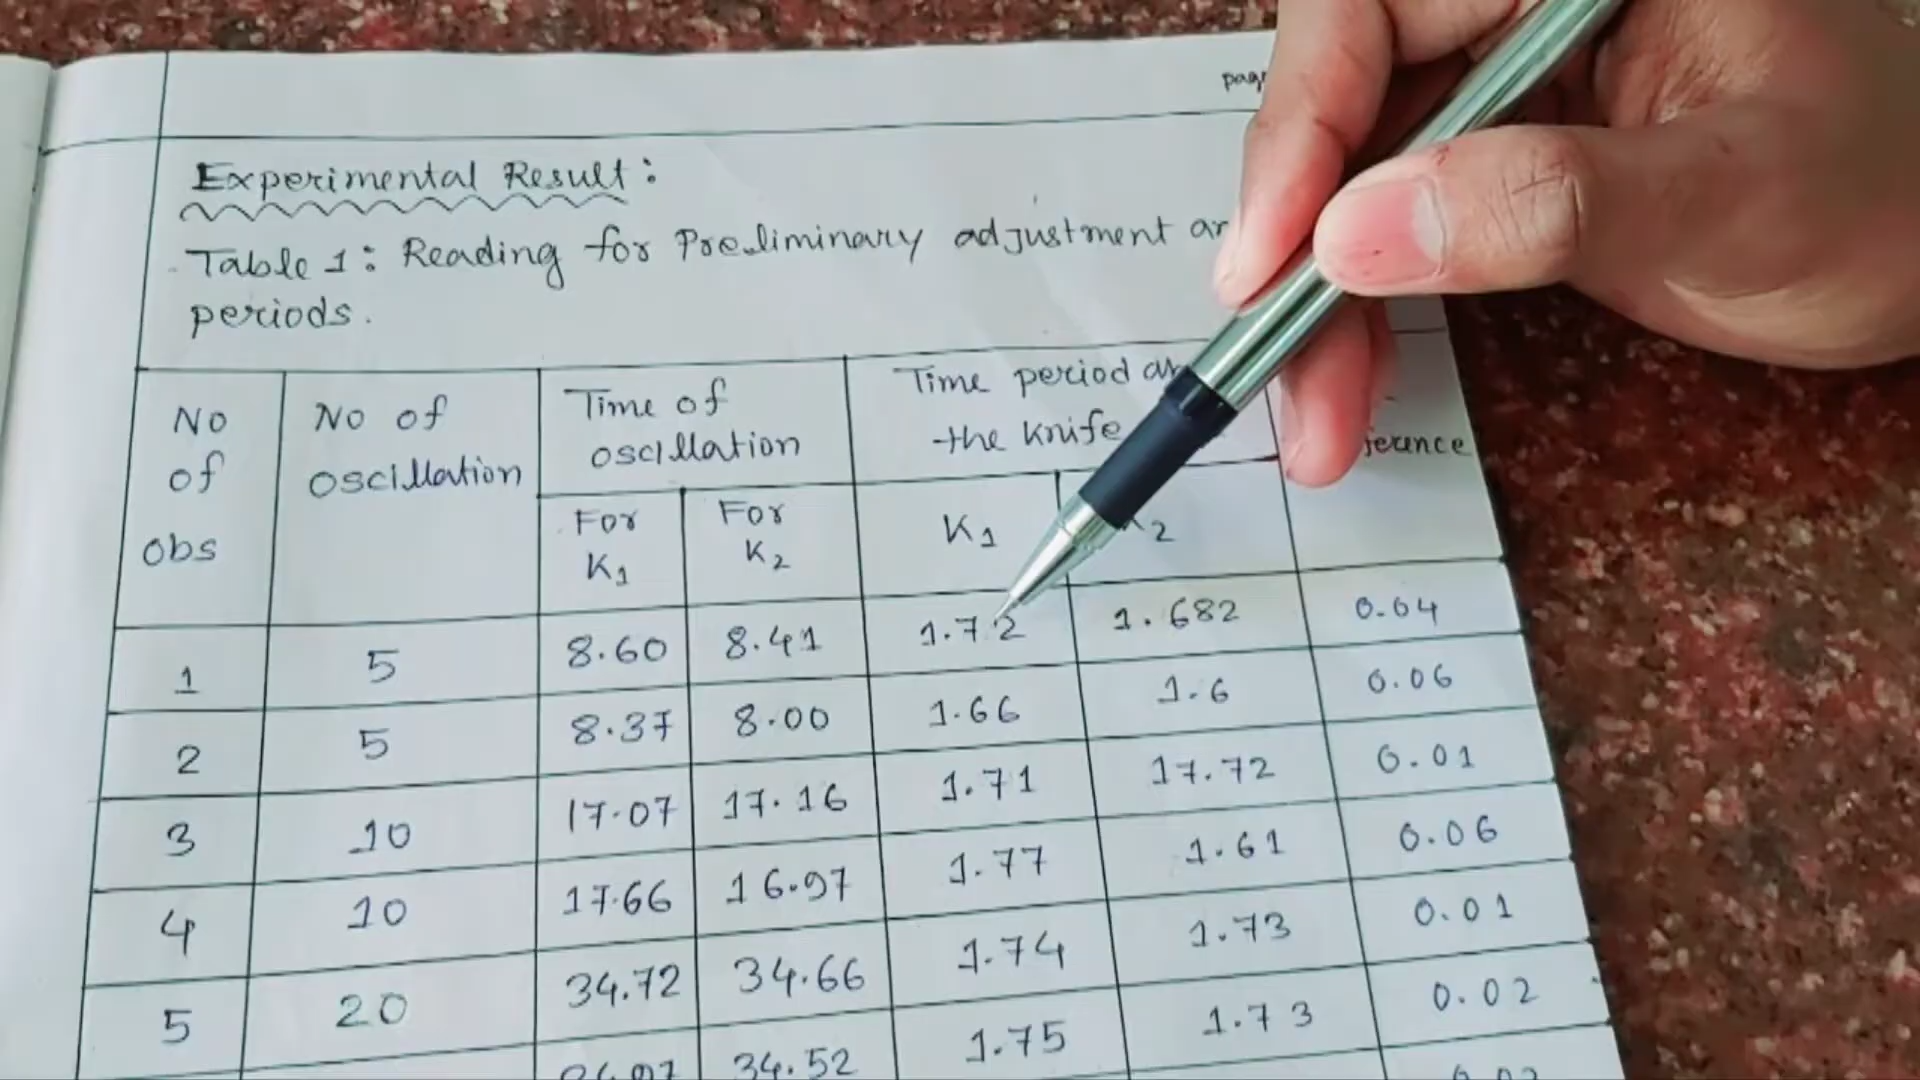 page
Experimental Result:
Table 1: Reading for Preliminary adjustment an
periods.
No of obs
No of oscillation
Time of oscillation
Time period an
the knife
ference
For K1
For K2
K1
K2
1 5 8.60 8.41 1.72 1.682 0.04
2 5 8.37 8.00 1.66 1.6 0.06
3 10 17.07 17.16 1.71 17.72 0.01
4 10 17.66 16.97 1.77 1.61 0.06
5 20 34.72 34.66 1.74 1.73 0.01
34.52 1.75 1.73 0.02